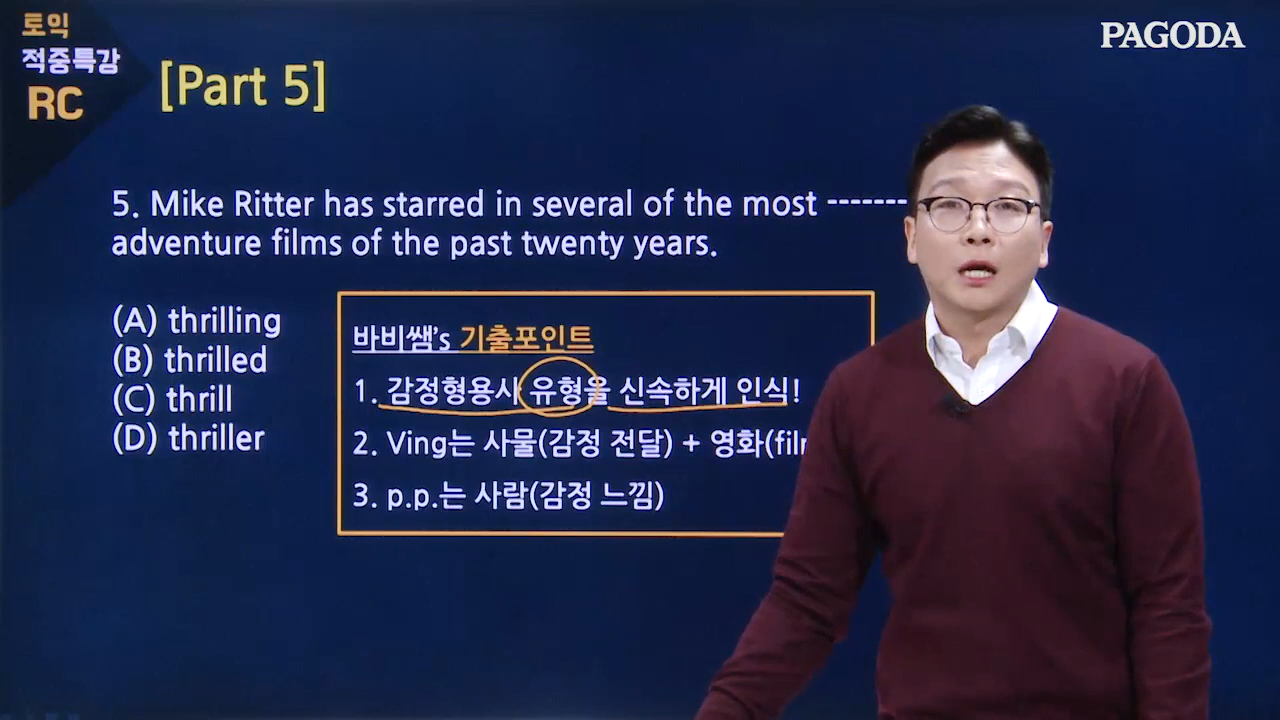 토익
적중특강
RC
PAGODA
[Part 5]
5. Mike Ritter has starred in several of the most -------
adventure films of the past twenty years.
(A) thrilling
(B) thrilled
(C) thrill
(D) thriller
바비쌤's 기출포인트
1. 감정형용사 유형을 신속하게 인식!
2. Ving는 사물(감정 전달) + 영화(film
3. p.p.는 사람(감정 느낌)